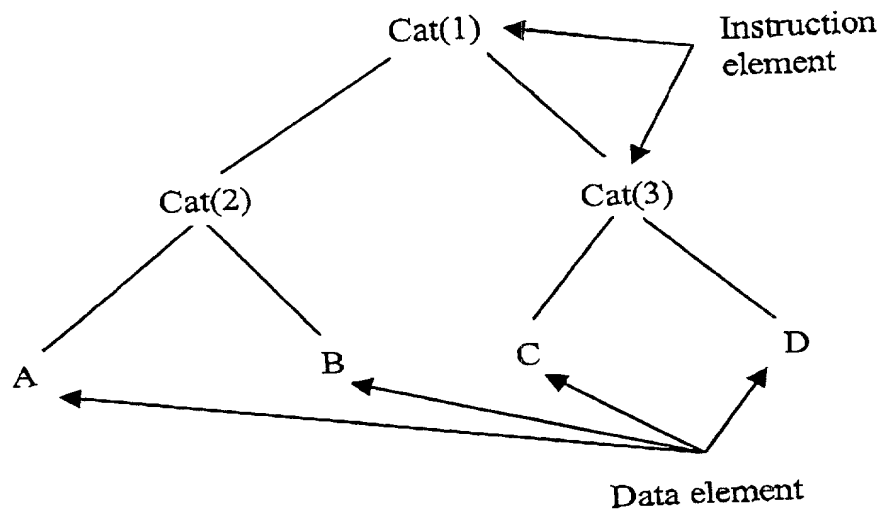 Cat(1)
Instruction
element
Cat(2)
Cat(3)
A
B
C
D
Data element